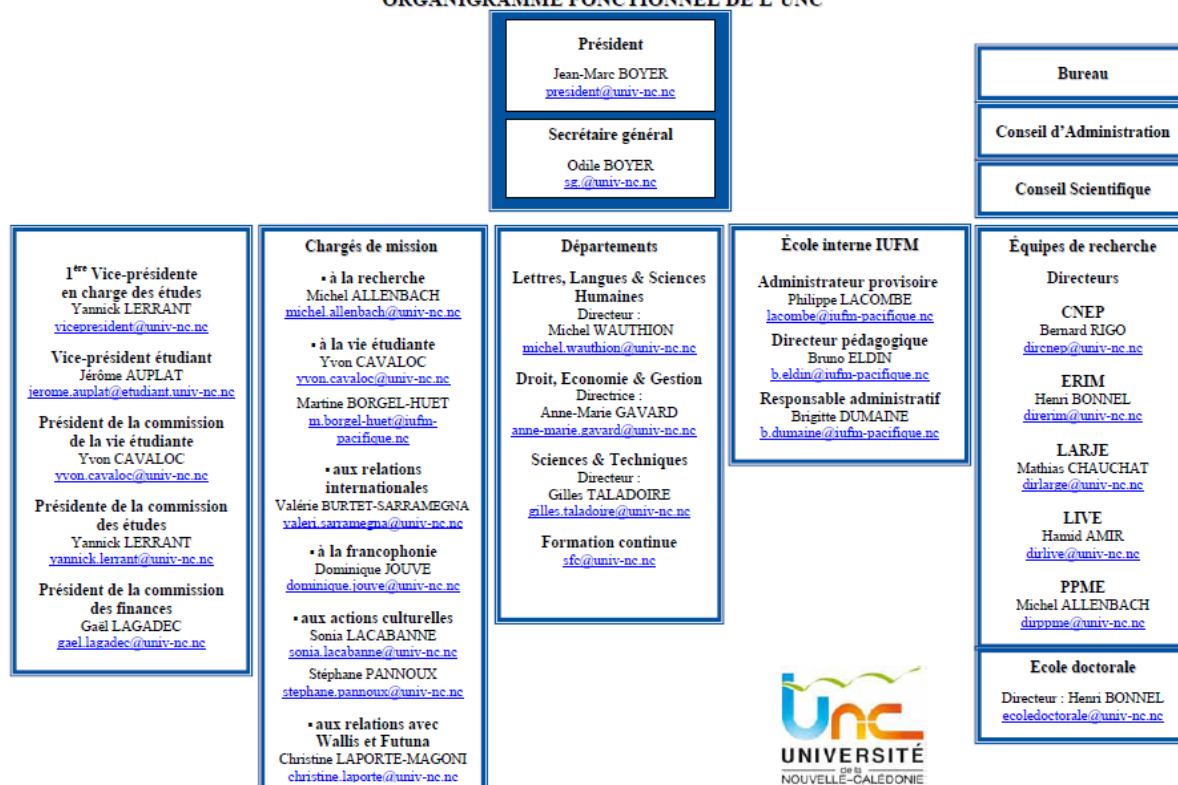 ORGANIGRAMME FONCTIONNEL DE L'UNC
Président
Jean-Marc BOYER
president@univ-nc.nc
Secrétaire général
Odile BOYER
sg.@univ-nc.nc
Bureau
Conseil d'Administration
Conseil Scientifique
1ère Vice-présidente
en charge des études
Yannick LERRANT
vicepresident@univ-nc.nc
Vice-président étudiant
Jérôme AUPLAT
jerome.auplat@etudiant.univ-nc.nc
Président de la commission
de la vie étudiante
Yvon CAVALOC
yvon.cavaloc@univ-nc.nc
Présidente de la commission
des études
Yannick LERRANT
yannick.lerrant@univ-nc.nc
Président de la commission
des finances
Gaël LAGADEC
gael.lagadec@univ-nc.nc
Chargés de mission
▪ à la recherche
Michel ALLENBACH
michel.allenbach@univ-nc.nc
▪ à la vie étudiante
Yvon CAVALOC
yvon.cavaloc@univ-nc.nc
Martine BORGEL-HUET
m.borgel-huet@iufm-
pacifique.nc
▪ aux relations
internationales
Valérie BURTET-SARRAMEGNA
valeri.sarramegna@univ-nc.nc
▪ à la francophonie
Dominique JOUVE
dominique.jouve@univ-nc.nc
▪ aux actions culturelles
Sonia LACABANNE
sonia.lacabanne@univ-nc.nc
Stéphane PANNOUX
stephane.pannoux@univ-nc.nc
▪ aux relations avec
Wallis et Futuna
Christine LAPORTE-MAGONI
christine.laporte@univ-nc.nc
Départements
Lettres, Langues & Sciences
Humaines
Directeur :
Michel WAUTHION
michel.wauthion@univ-nc.nc
Droit, Economie & Gestion
Directrice :
Anne-Marie GAVARD
anne-marie.gavard@univ-nc.nc
Sciences & Techniques
Directeur :
Gilles TALADOIRE
gilles.taladoire@univ-nc.nc
Formation continue
sfc@univ-nc.nc
École interne IUFM
Administrateur provisoire
Philippe LACOMBE
lacombe@iufm-pacifique.nc
Directeur pédagogique
Bruno ELDIN
b.eldin@iufm-pacifique.nc
Responsable administratif
Brigitte DUMAINE
b.dumaine@iufm-pacifique.nc
Équipes de recherche
Directeurs
CNEP
Bernard RIGO
dircnep@univ-nc.nc
ERIM
Henri BONNEL
direrim@univ-nc.nc
LARJE
Mathias CHAUCHAT
dirlarge@univ-nc.nc
LIVE
Hamid AMIR
dirlive@univ-nc.nc
PPME
Michel ALLENBACH
dirppme@univ-nc.nc
Ecole doctorale
Directeur : Henri BONNEL
ecoledoctorale@univ-nc.nc
unc
UNIVERSITÉ
de la
NOUVELLE-CALÉDONIE